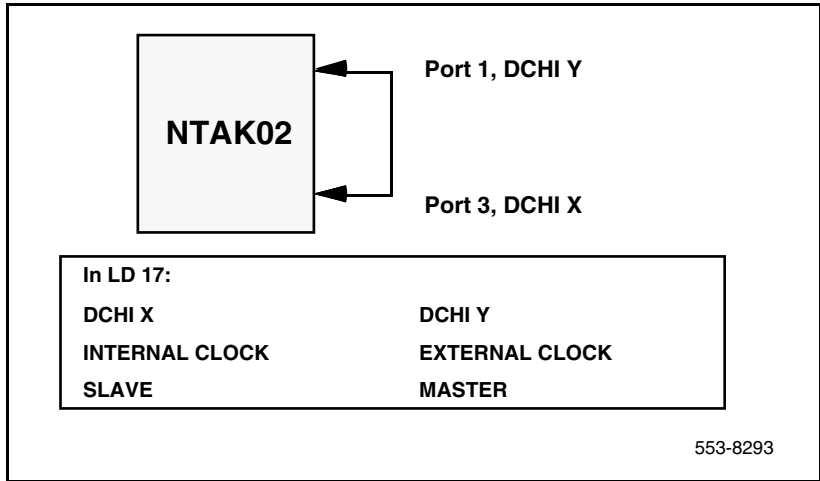 Port 1, DCHI Y
NTAK02
Port 3, DCHI X
In LD 17:
DCHI X DCHI Y
INTERNAL CLOCK EXTERNAL CLOCK
SLAVE MASTER
553-8293